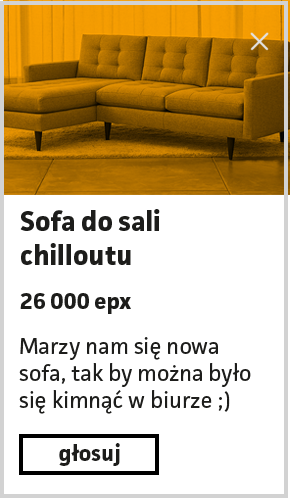 Sofa do sali
chilloutu
26 000 epx
Marzy nam się nowa
sofa, tak by można było
się kimnąć w biurze ;)
głosuj